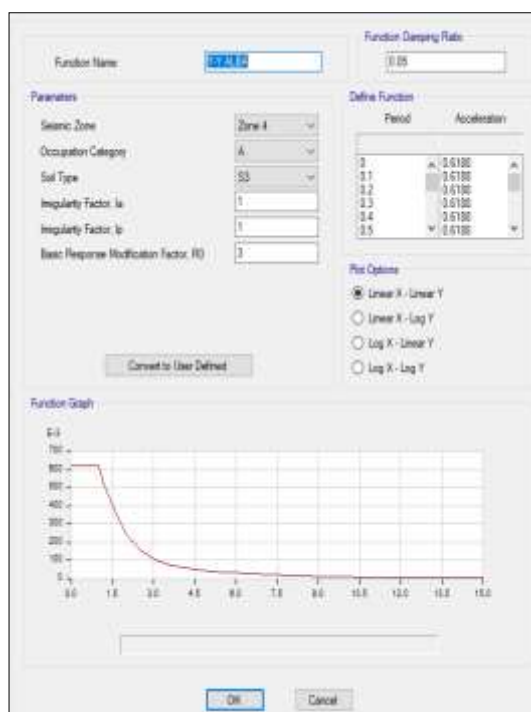 Function Damping Ratio
Function Name
Y-Y ALBA
0.05
Parameters
Define Function
Seismic Zone
Zone 4
Occupation Category
A
Soil Type
S3
Irregularity Factor, Ia
1
Irregularity Factor, Ip
1
Basic Response Modification Factor, R0
3
Period
Acceleration
0
0.6180
0.1
0.6180
0.2
0.6180
0.3
0.6180
0.4
0.6180
0.5
0.6180
Plot Options
Linear X - Linear Y
Linear X - Log Y
Log X - Linear Y
Log X - Log Y
Convert to User Defined
Function Graph
E-3
700
600
500
400
300
200
100
0
0.0 1.5 3.0 4.5 6.0 7.5 9.0 10.5 12.0 13.5 15.0
OK
Cancel